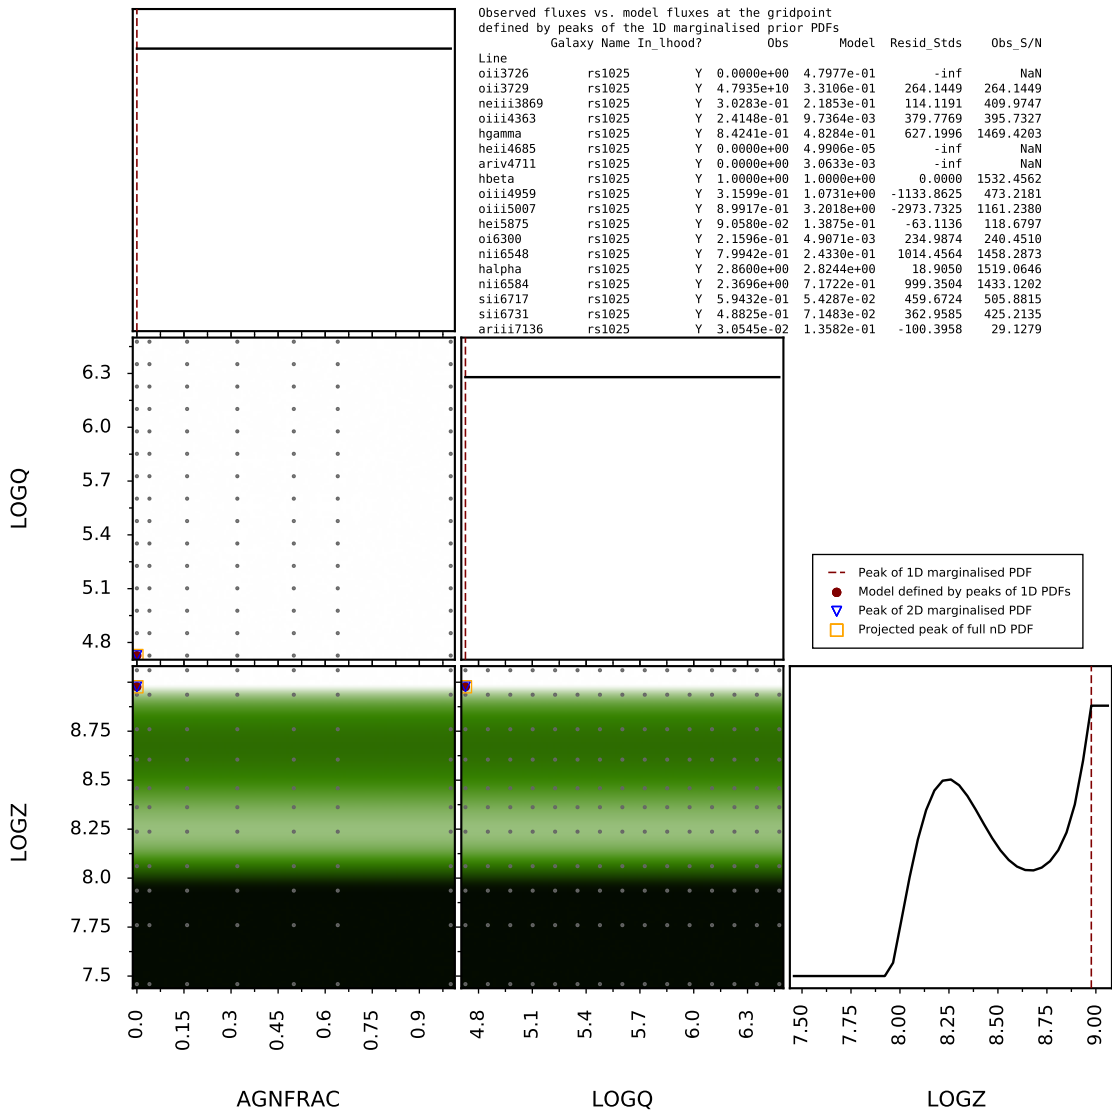 Observed fluxes vs. model fluxes at the gridpoint
defined by peaks of the 1D marginalised prior PDFs
Galaxy Name In_lhood? Obs Model Resid_Stds Obs_S/N
Line
oii3726 rs1025 Y 0.0000e+00 4.7977e-01 -inf NaN
oii3729 rs1025 Y 4.7935e+10 3.3106e-01 264.1449 264.1449
neiii3869 rs1025 Y 3.0283e-01 2.1853e-01 114.1191 409.9747
oiii4363 rs1025 Y 2.4148e-01 9.7364e-03 379.7769 395.7327
hgamma rs1025 Y 8.4241e-01 4.8284e-01 627.1996 1469.4203
heii4685 rs1025 Y 0.0000e+00 4.9906e-05 -inf NaN
ariv4711 rs1025 Y 0.0000e+00 3.0633e-03 -inf NaN
hbeta rs1025 Y 1.0000e+00 1.0000e+00 0.0000 1532.4562
oiii4959 rs1025 Y 3.1599e-01 1.0731e+00 -1133.8625 473.2181
oiii5007 rs1025 Y 8.9917e-01 3.2018e+00 -2973.7325 1161.2380
hei5875 rs1025 Y 9.0580e-02 1.3875e-01 -63.1136 118.6797
oi6300 rs1025 Y 2.1596e-01 4.9071e-03 234.9874 240.4510
nii6548 rs1025 Y 7.9942e-01 2.4330e-01 1014.4564 1458.2873
halpha rs1025 Y 2.8600e+00 2.8244e+00 18.9050 1519.0646
nii6584 rs1025 Y 2.3696e+00 7.1722e-01 999.3504 1433.1202
sii6717 rs1025 Y 5.9432e-01 5.4287e-02 459.6724 505.8815
sii6731 rs1025 Y 4.8825e-01 7.1483e-02 362.9585 425.2135
ariii7136 rs1025 Y 3.0545e-02 1.3582e-01 -100.3958 29.1279
6.3
6.0
5.7
5.4
5.1
4.8
LOGQ
Peak of 1D marginalised PDF
Model defined by peaks of 1D PDFs
Peak of 2D marginalised PDF
Projected peak of full nD PDF
8.75
8.5
8.25
8.0
7.75
7.5
LOGZ
0.0 0.15 0.3 0.45 0.6 0.75 0.9
4.8 5.1 5.4 5.7 6.0 6.3
7.50 7.75 8.00 8.25 8.50 8.75 9.00
AGNFRAC LOGQ LOGZ